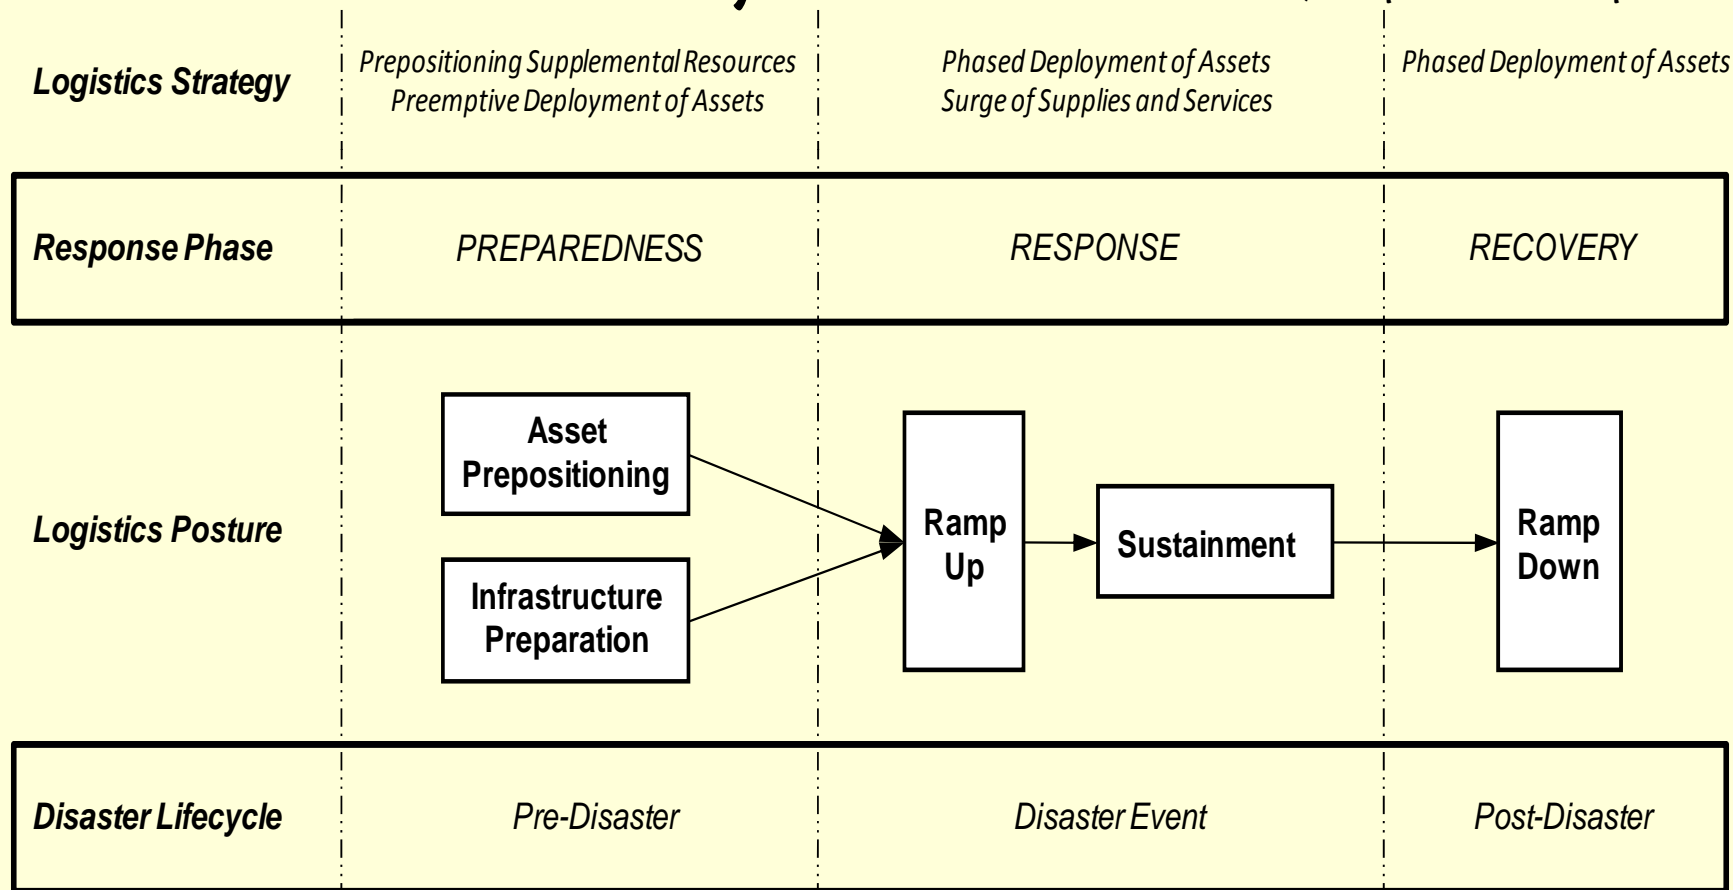 Logistics Strategy
Prepositioning Supplemental Resources
Preemptive Deployment of Assets
Phased Deployment of Assets
Surge of Supplies and Services
Phased Deployment of Assets
Response Phase
PREPAREDNESS
RESPONSE
RECOVERY
Logistics Posture
Asset
Prepositioning
Infrastructure
Preparation
Ramp
Up
Sustainment
Ramp
Down
Disaster Lifecycle
Pre-Disaster
Disaster Event
Post-Disaster